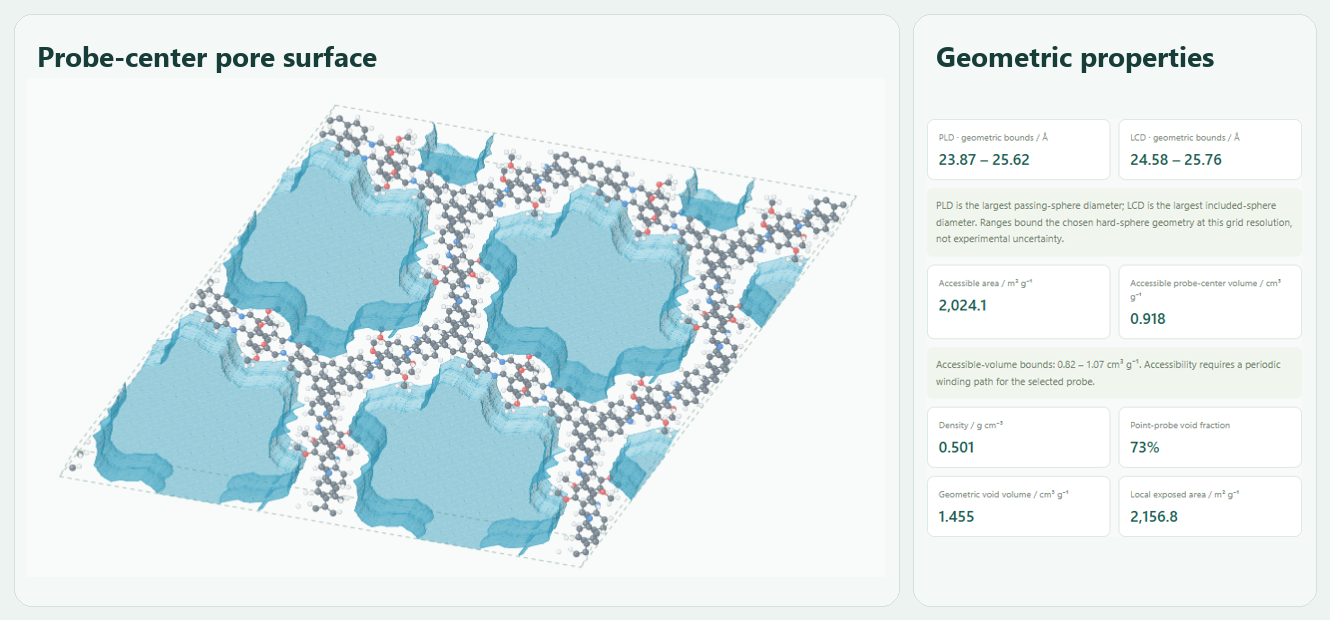 Probe-center pore surface
Geometric properties
PLD · geometric bounds / Å
23.87 – 25.62
LCD · geometric bounds / Å
24.58 – 25.76
PLD is the largest passing-sphere diameter; LCD is the largest included-sphere
diameter. Ranges bound the chosen hard-sphere geometry at this grid resolution,
not experimental uncertainty.
Accessible area / m² g⁻¹
2,024.1
Accessible probe-center volume / cm³
g⁻¹
0.918
Accessible-volume bounds: 0.82 – 1.07 cm³ g⁻¹. Accessibility requires a periodic
winding path for the selected probe.
Density / g cm⁻³
0.501
Point-probe void fraction
73%
Geometric void volume / cm³ g⁻¹
1.455
Local exposed area / m² g⁻¹
2,156.8